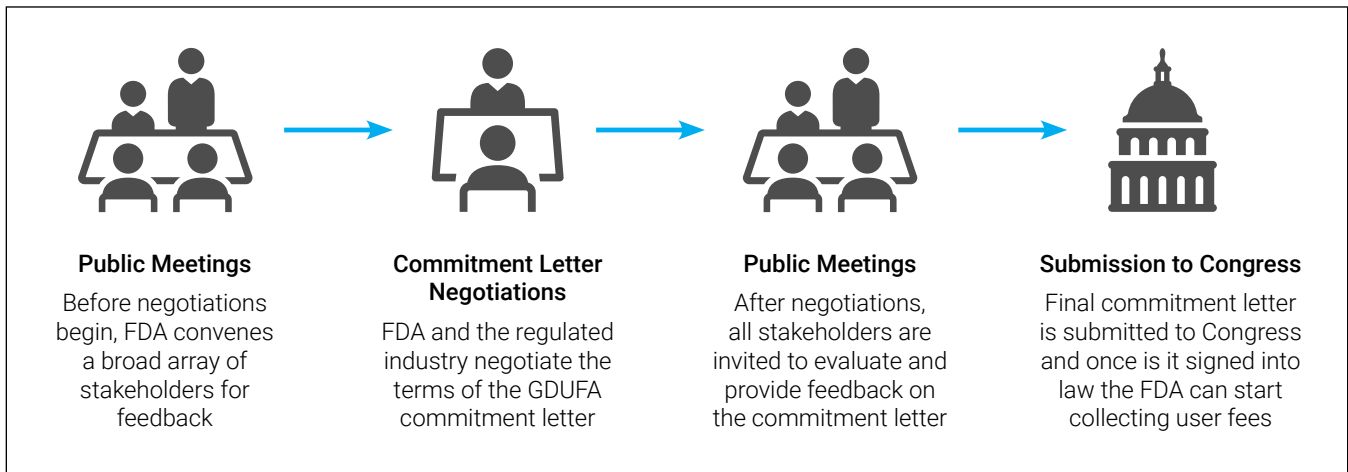 Public Meetings
Before negotiations
begin, FDA convenes
a broad array of
stakeholders for
feedback
Commitment Letter
Negotiations
FDA and the regulated
industry negotiate the
terms of the GDUFA
commitment letter
Public Meetings
After negotiations,
all stakeholders are
invited to evaluate and
provide feedback on
the commitment letter
Submission to Congress
Final commitment letter
is submitted to Congress
and once is it signed into
law the FDA can start
collecting user fees